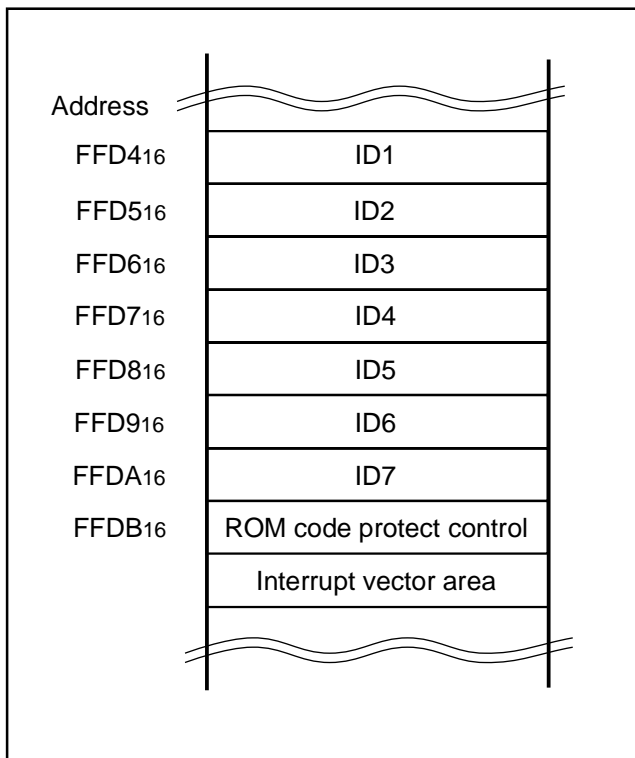 Address
FFD416 ID1
FFD516 ID2
FFD616 ID3
FFD716 ID4
FFD816 ID5
FFD916 ID6
FFDA16 ID7
FFDB16 ROM code protect control
Interrupt vector area